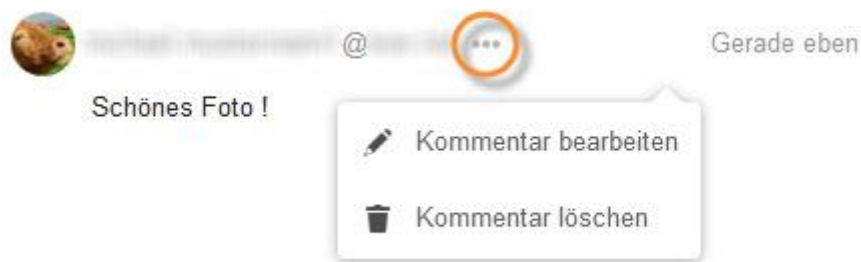 @ ··· Gerade eben
Schönes Foto !
Kommentar bearbeiten
Kommentar löschen